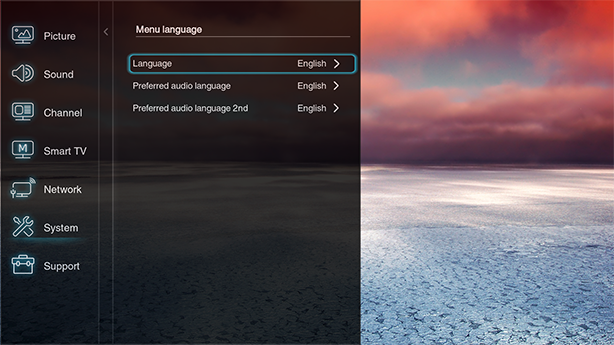 Picture
Sound
Channel
M
Smart TV
Network
System
Support
Menu language
Language English
Preferred audio language English
Preferred audio language 2nd English